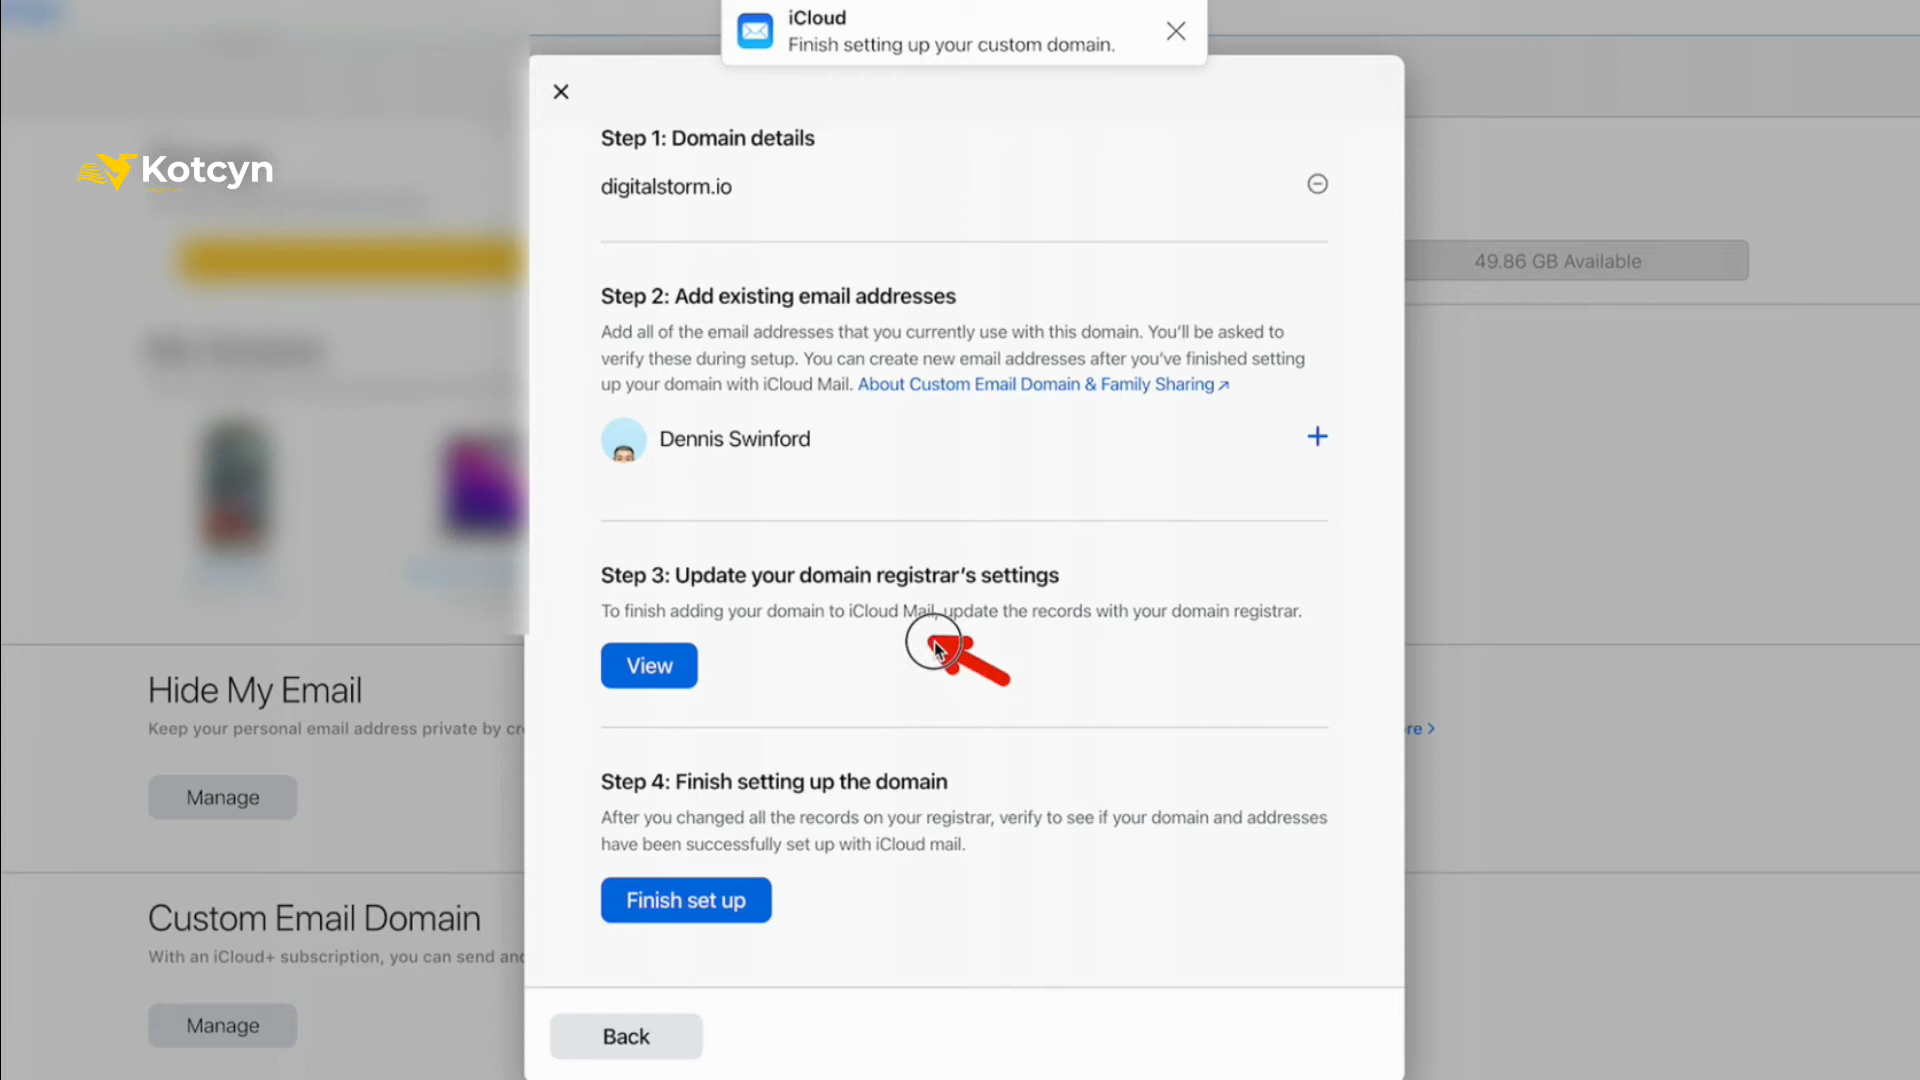 iCloud
Finish setting up your custom domain.
Kotcyn
Step 1: Domain details
digitalstorm.io
49.86 GB Available
Step 2: Add existing email addresses
Add all of the email addresses that you currently use with this domain. You'll be asked to
verify these during setup. You can create new email addresses after you've finished setting
up your domain with iCloud Mail. About Custom Email Domain & Family Sharing ↗
Dennis Swinford
Step 3: Update your domain registrar's settings
To finish adding your domain to iCloud Mail, update the records with your domain registrar.
View
Hide My Email
Keep your personal email address private by cr
re >
Manage
Step 4: Finish setting up the domain
After you changed all the records on your registrar, verify to see if your domain and addresses
have been successfully set up with iCloud mail.
Finish set up
Custom Email Domain
With an iCloud+ subscription, you can send and
Manage
Back